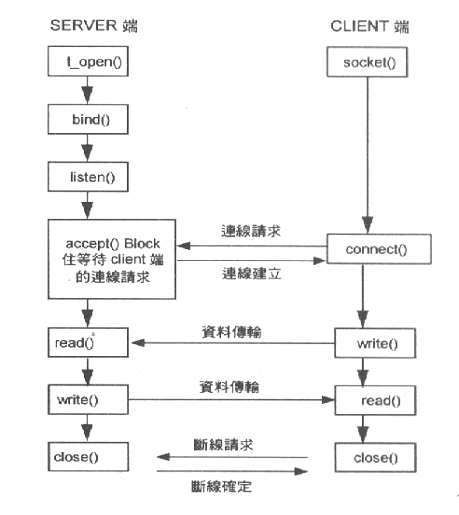 SERVER 端
CLIENT 端
t_open()
socket()
bind()
listen()
accept() Block
住等待 client 端
的連線請求
連線請求
connect()
連線建立
read()
資料傳輸
write()
write()
資料傳輸
read()
close()
斷線請求
close()
斷線確定